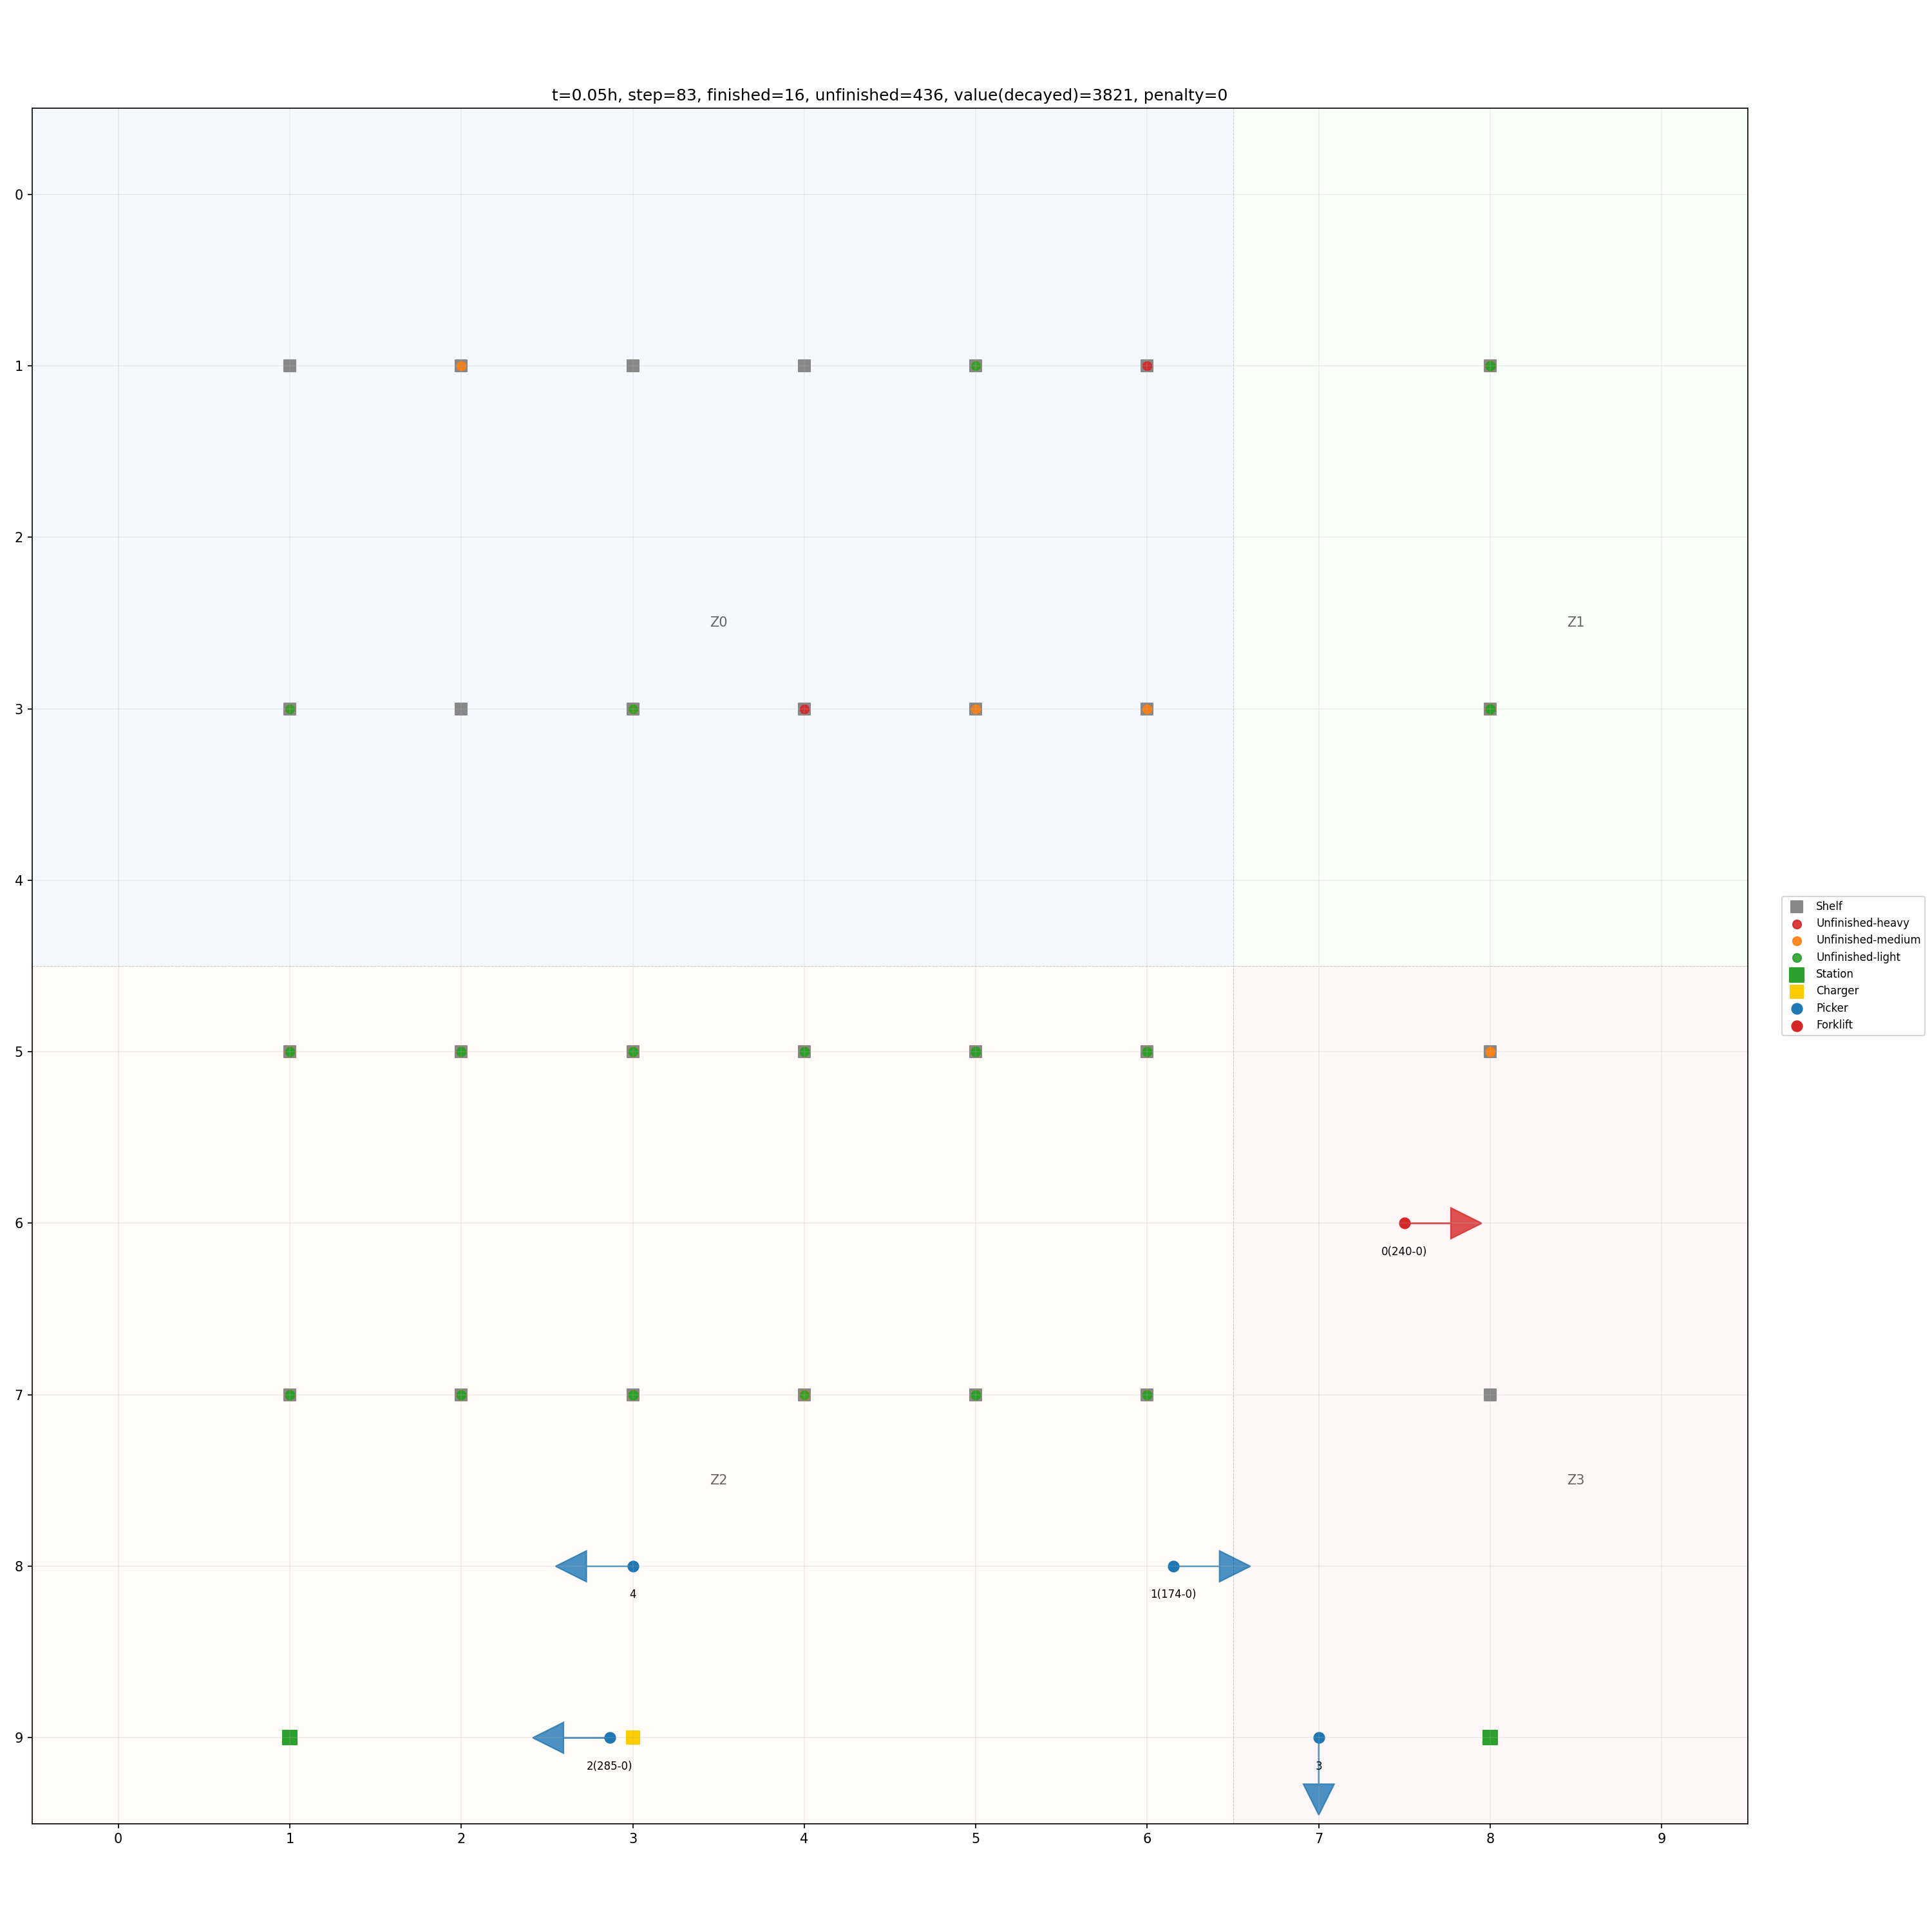 t=0.05h, step=83, finished=16, unfinished=436, value(decayed)=3821, penalty=0
0
1
2
Z0
Z1
3
4
Shelf
Unfinished-heavy
Unfinished-medium
Unfinished-light
Station
Charger
Picker
Forklift
5
6
0(240-0)
7
Z2
Z3
8
4
1(174-0)
9
2(285-0)
3
0 1 2 3 4 5 6 7 8 9